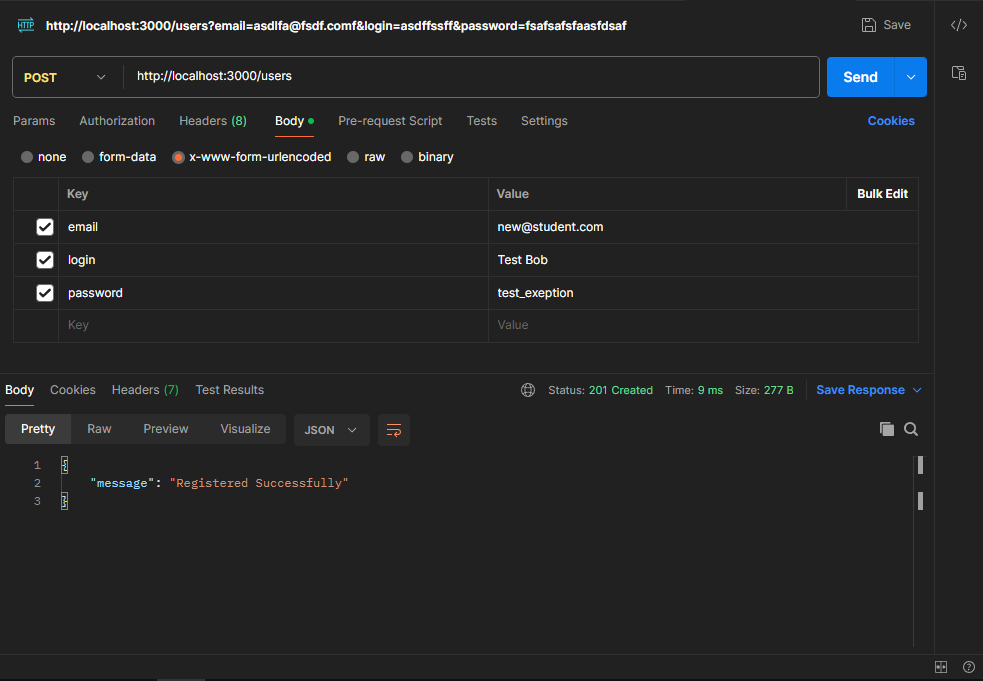 HTTP http://localhost:3000/users?email=asdlfa@fsdf.comf&login=asdffssff&password=fsafsafsfaasfdsaf Save </>
POST http://localhost:3000/users Send
Params Authorization Headers (8) Body Pre-request Script Tests Settings Cookies
none form-data x-www-form-urlencoded raw binary
Key Value Bulk Edit
email new@student.com
login Test Bob
password test_exeption
Key Value
Body Cookies Headers (7) Test Results Status: 201 Created Time: 9 ms Size: 277 B Save Response
Pretty Raw Preview Visualize JSON
1 {
2 "message": "Registered Successfully"
3 }